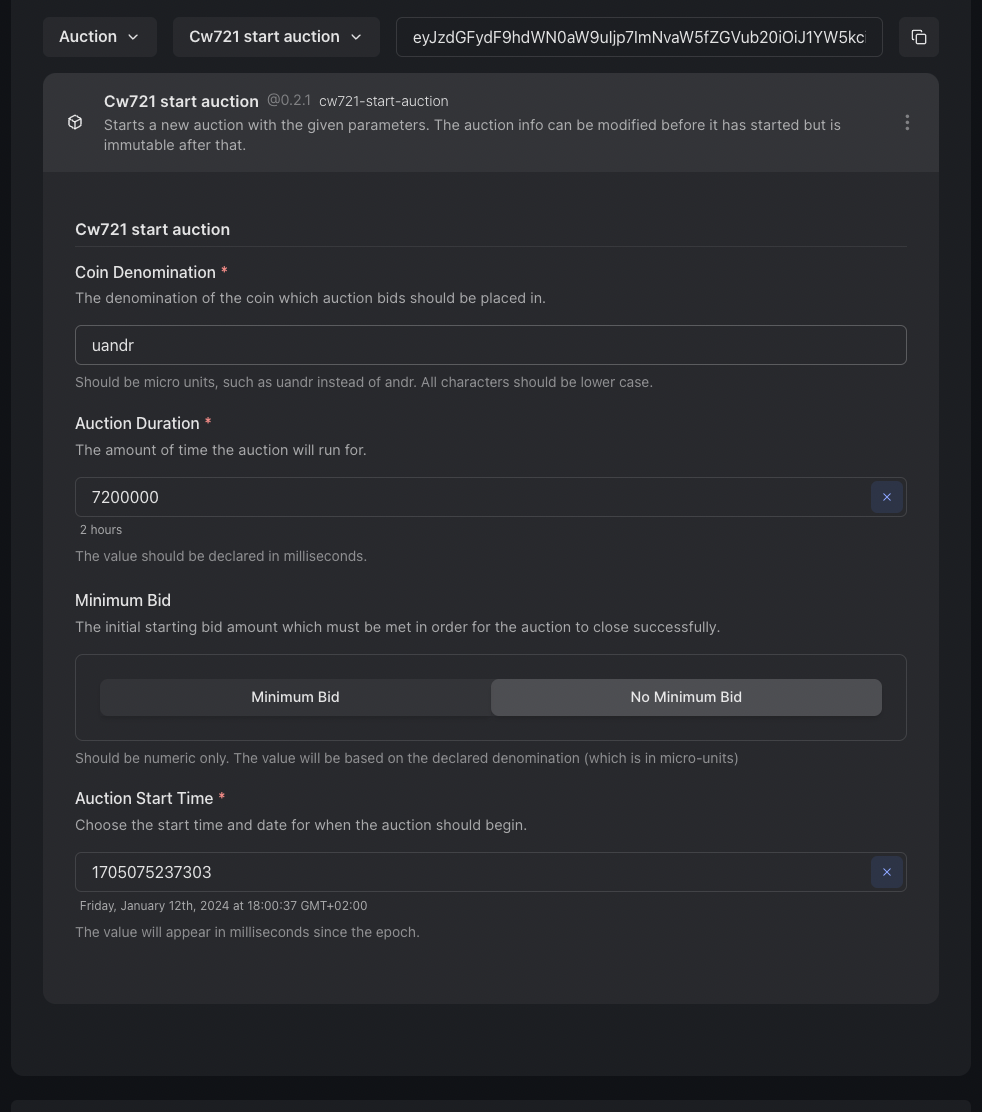 Auction
Cw721 start auction
eyJzdGFydF9hdWN0aW9uIjp7ImNvaW5fZGVub20iOiJ1YW5kci
Cw721 start auction @0.2.1 cw721-start-auction
Starts a new auction with the given parameters. The auction info can be modified before it has started but is
immutable after that.
Cw721 start auction
Coin Denomination *
The denomination of the coin which auction bids should be placed in.
uandr
Should be micro units, such as uandr instead of andr. All characters should be lower case.
Auction Duration *
The amount of time the auction will run for.
7200000
2 hours
The value should be declared in milliseconds.
Minimum Bid
The initial starting bid amount which must be met in order for the auction to close successfully.
Minimum Bid
No Minimum Bid
Should be numeric only. The value will be based on the declared denomination (which is in micro-units)
Auction Start Time *
Choose the start time and date for when the auction should begin.
1705075237303
Friday, January 12th, 2024 at 18:00:37 GMT+02:00
The value will appear in milliseconds since the epoch.